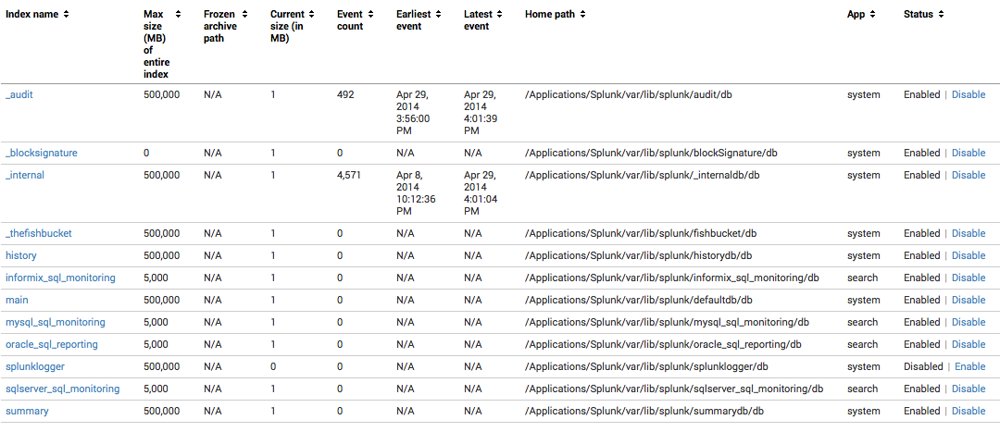 Index name Max size (MB) of entire index Frozen archive path Current size (in MB) Event count Earliest event Latest event Home path App Status
_audit 500,000 N/A 1 492 Apr 29, 2014 3:56:00 PM Apr 29, 2014 4:01:39 PM /Applications/Splunk/var/lib/splunk/audit/db system Enabled | Disable
_blocksignature 0 N/A 1 0 N/A N/A /Applications/Splunk/var/lib/splunk/blockSignature/db system Enabled | Disable
_internal 500,000 N/A 1 4,571 Apr 8, 2014 10:12:36 PM Apr 29, 2014 4:01:04 PM /Applications/Splunk/var/lib/splunk/_internaldb/db system Enabled | Disable
_thefishbucket 500,000 N/A 1 0 N/A N/A /Applications/Splunk/var/lib/splunk/fishbucket/db system Enabled | Disable
history 500,000 N/A 1 0 N/A N/A /Applications/Splunk/var/lib/splunk/historydb/db system Enabled | Disable
informix_sql_monitoring 5,000 N/A 1 0 N/A N/A /Applications/Splunk/var/lib/splunk/informix_sql_monitoring/db search Enabled | Disable
main 500,000 N/A 1 0 N/A N/A /Applications/Splunk/var/lib/splunk/defaultdb/db system Enabled | Disable
mysql_sql_monitoring 5,000 N/A 1 0 N/A N/A /Applications/Splunk/var/lib/splunk/mysql_sql_monitoring/db search Enabled | Disable
oracle_sql_reporting 5,000 N/A 1 0 N/A N/A /Applications/Splunk/var/lib/splunk/oracle_sql_reporting/db search Enabled | Disable
splunklogger 500,000 N/A 0 0 N/A N/A /Applications/Splunk/var/lib/splunk/splunklogger/db system Disabled | Enable
sqlserver_sql_monitoring 5,000 N/A 1 0 N/A N/A /Applications/Splunk/var/lib/splunk/sqlserver_sql_monitoring/db search Enabled | Disable
summary 500,000 N/A 1 0 N/A N/A /Applications/Splunk/var/lib/splunk/summarydb/db system Enabled | Disable